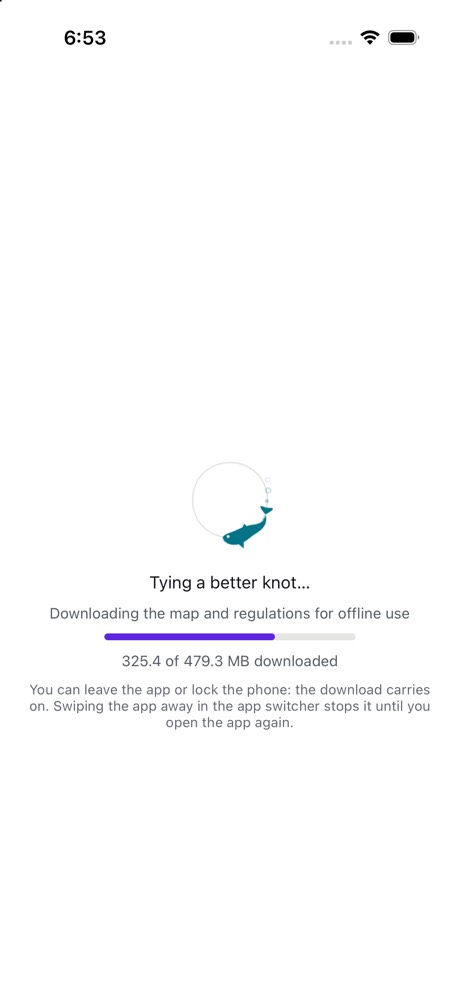 6:53
Tying a better knot...
Downloading the map and regulations for offline use
325.4 of 479.3 MB downloaded
You can leave the app or lock the phone: the download carries
on. Swiping the app away in the app switcher stops it until you
open the app again.